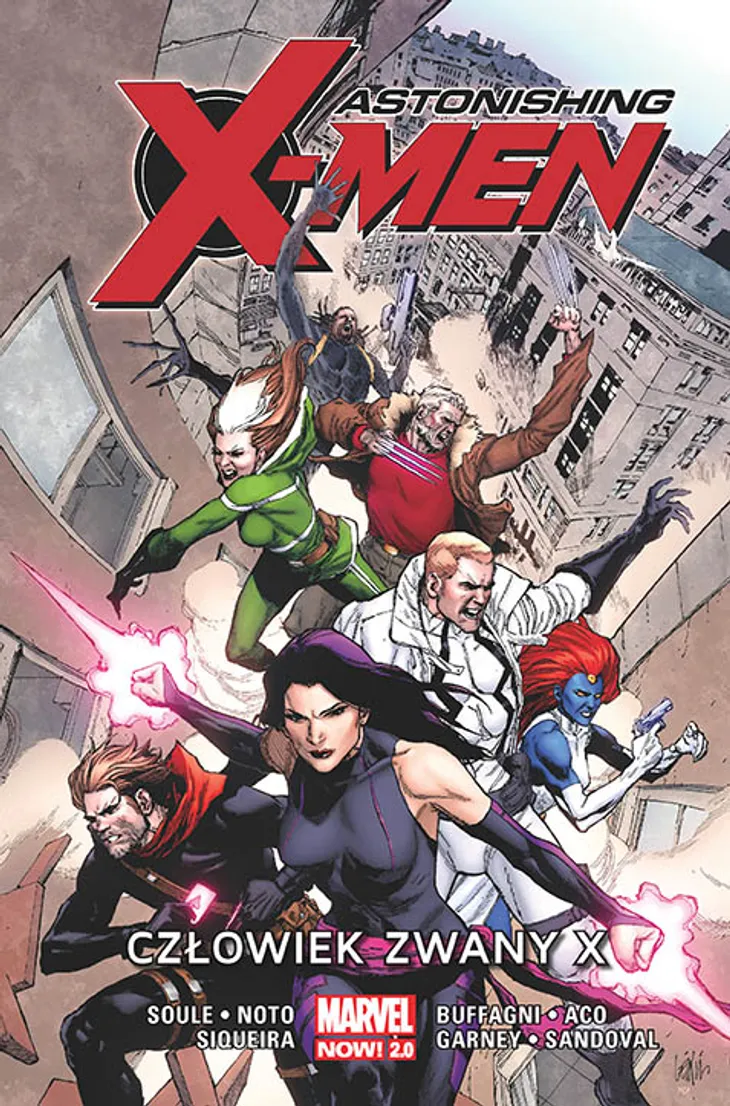 ASTONISHING
X-MEN
CZŁOWIEK ZWANY X
SOULE • NOTO
SIQUEIRA
MARVEL
NOW! 2.0
BUFFAGNI • ACO
GARNEY • SANDOVAL